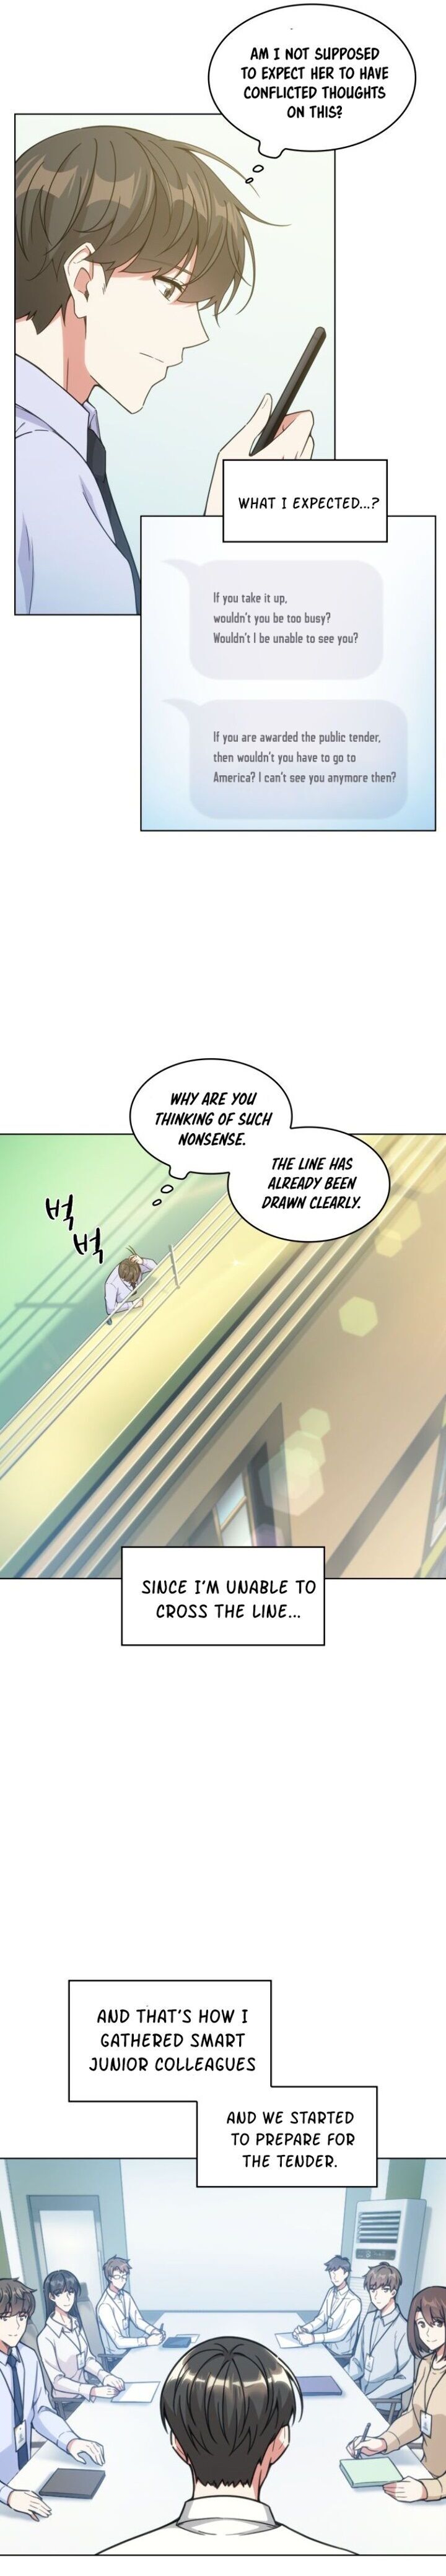 AM I NOT SUPPOSED
TO EXPECT HER TO HAVE
CONFLICTED THOUGHTS
ON THIS?
WHAT I EXPECTED...?
If you take it up,
wouldn't you be too busy?
Wouldn't I be unable to see you?
If you are awarded the public tender,
then wouldn't you have to go to
America? I can't see you anymore then?
WHY ARE YOU
THINKING OF SUCH
NONSENSE.
THE LINE HAS
ALREADY BEEN
DRAWN CLEARLY.
벅
벅
SINCE I'M UNABLE TO
CROSS THE LINE...
AND THAT'S HOW I
GATHERED SMART
JUNIOR COLLEAGUES
AND WE STARTED
TO PREPARE FOR
THE TENDER.